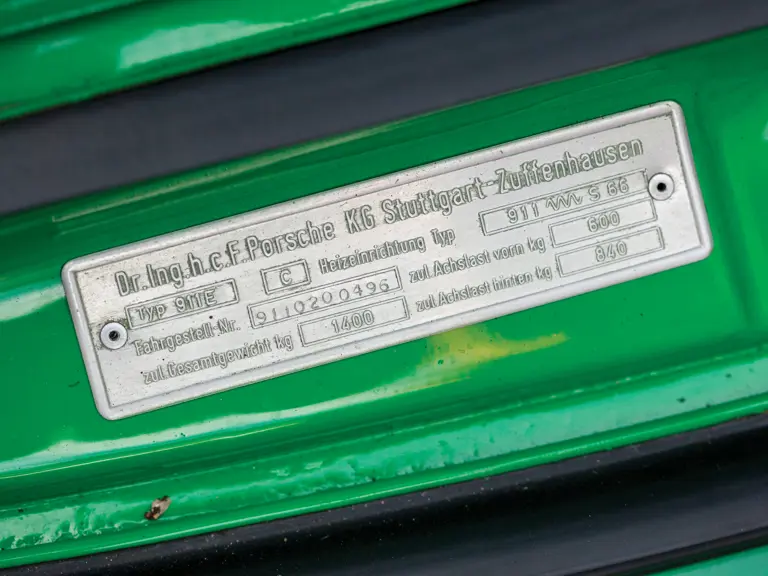 Dr.Ing.h.c.F.Porsche KG Stuttgart-Zuffenhausen
Typ 911E C Heizeinrichtung Typ 911 S 66
Fahrgestell-Nr. 9110200496 zul Achslast vorn kg 600
zul.Gesamtgewicht kg 1400 zul.Achslast hinten kg 840